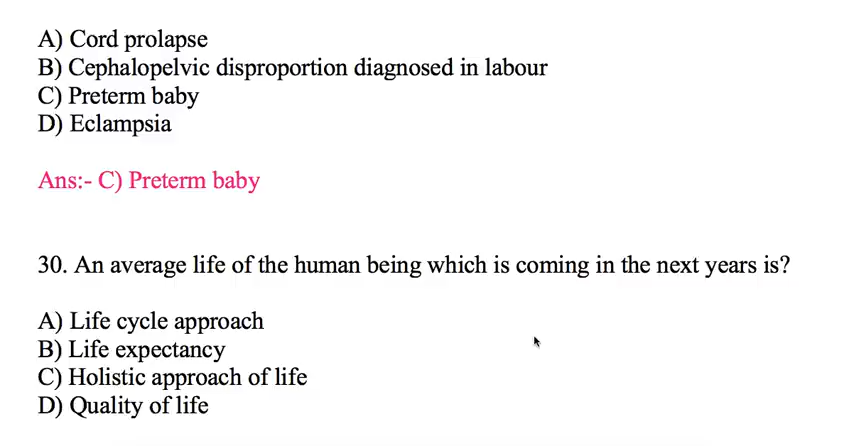 A) Cord prolapse
B) Cephalopelvic disproportion diagnosed in labour
C) Preterm baby
D) Eclampsia
Ans:- C) Preterm baby
30. An average life of the human being which is coming in the next years is?
A) Life cycle approach
B) Life expectancy
C) Holistic approach of life
D) Quality of life